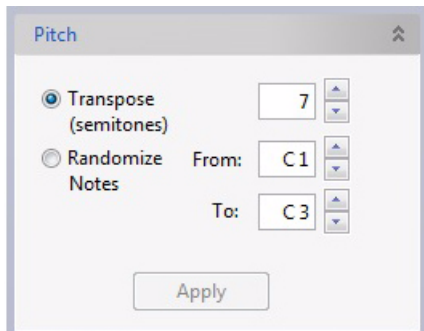 Pitch
Transpose 7
(semitones)
Randomize From: C 1
Notes
To: C 3
Apply